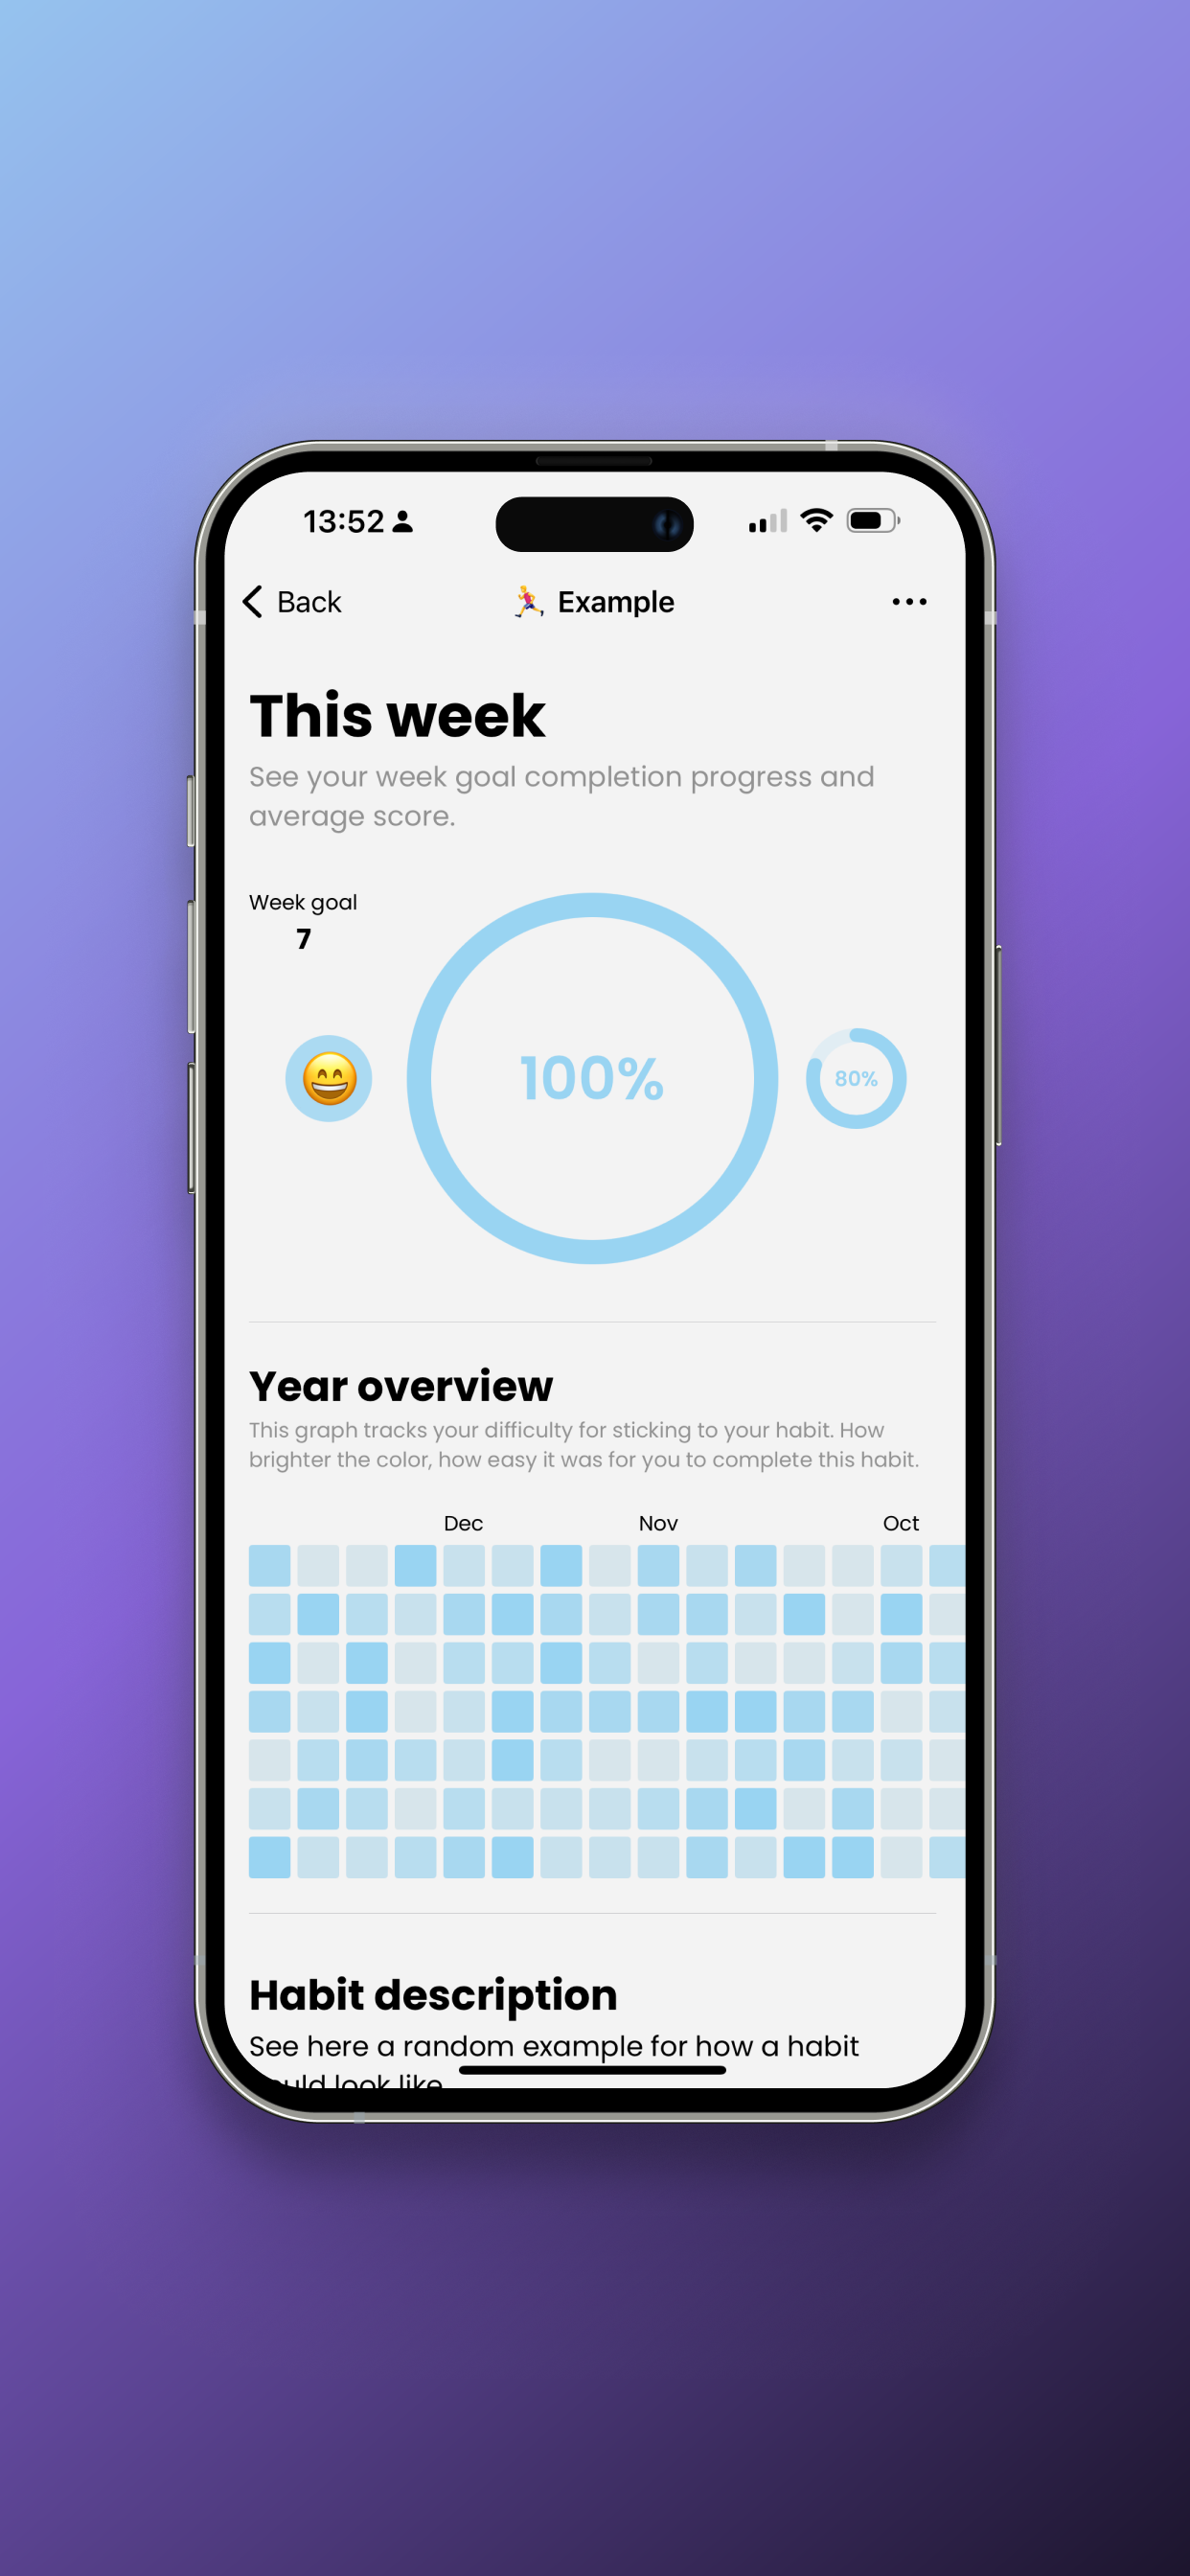 13:52
Back
Example
This week
See your week goal completion progress and
average score.
Week goal
7
100%
80%
Year overview
This graph tracks your difficulty for sticking to your habit. How
brighter the color, how easy it was for you to complete this habit.
Dec Nov Oct
Habit description
See here a random example for how a habit
look like